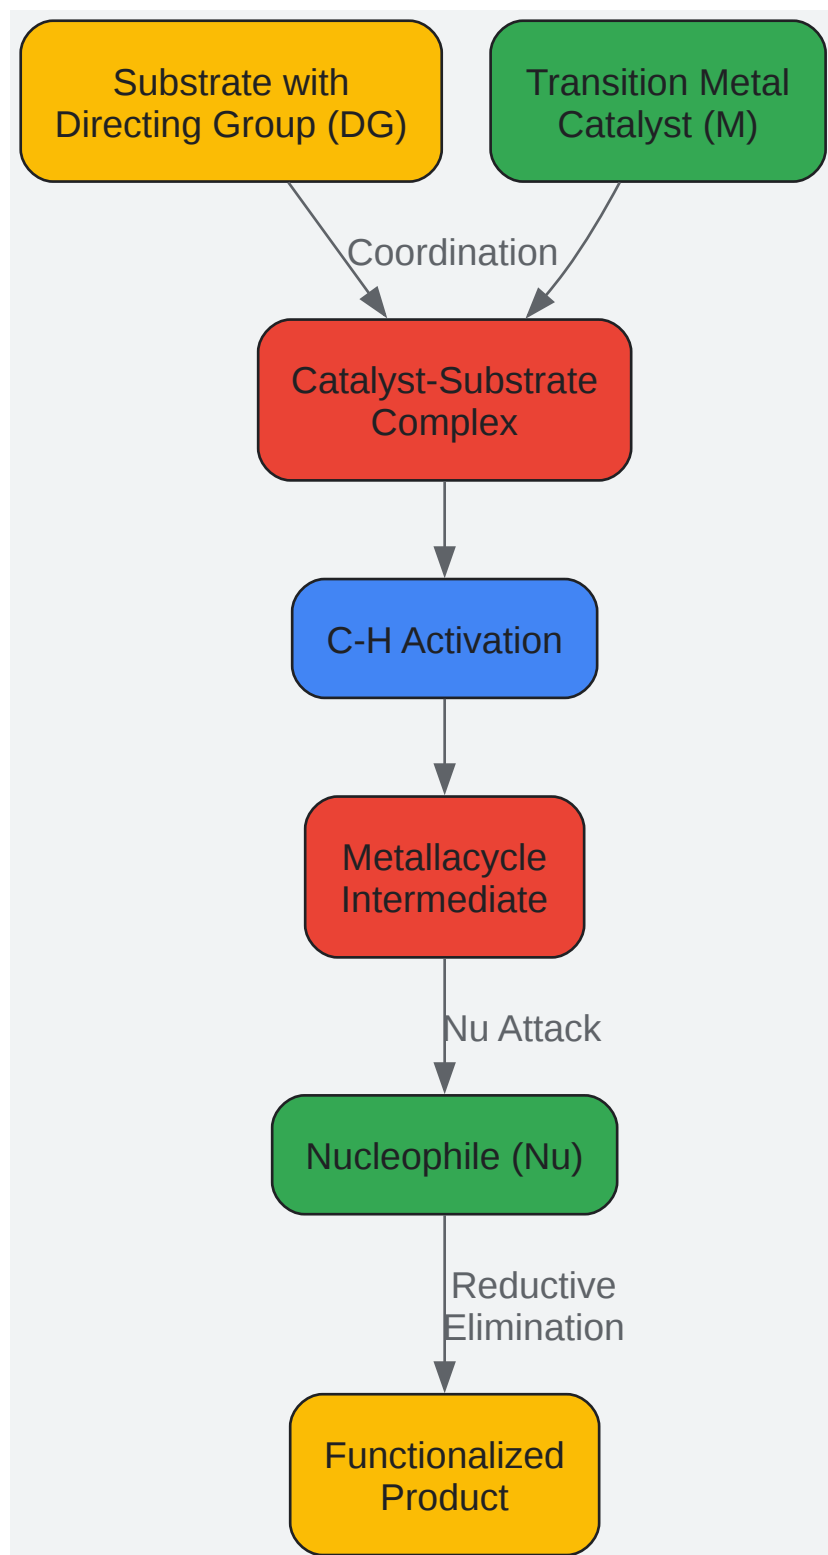 Substrate with
Directing Group (DG)
Transition Metal
Catalyst (M)
Coordination
Catalyst-Substrate
Complex
C-H Activation
Metallacycle
Intermediate
Nu Attack
Nucleophile (Nu)
Reductive
Elimination
Functionalized
Product